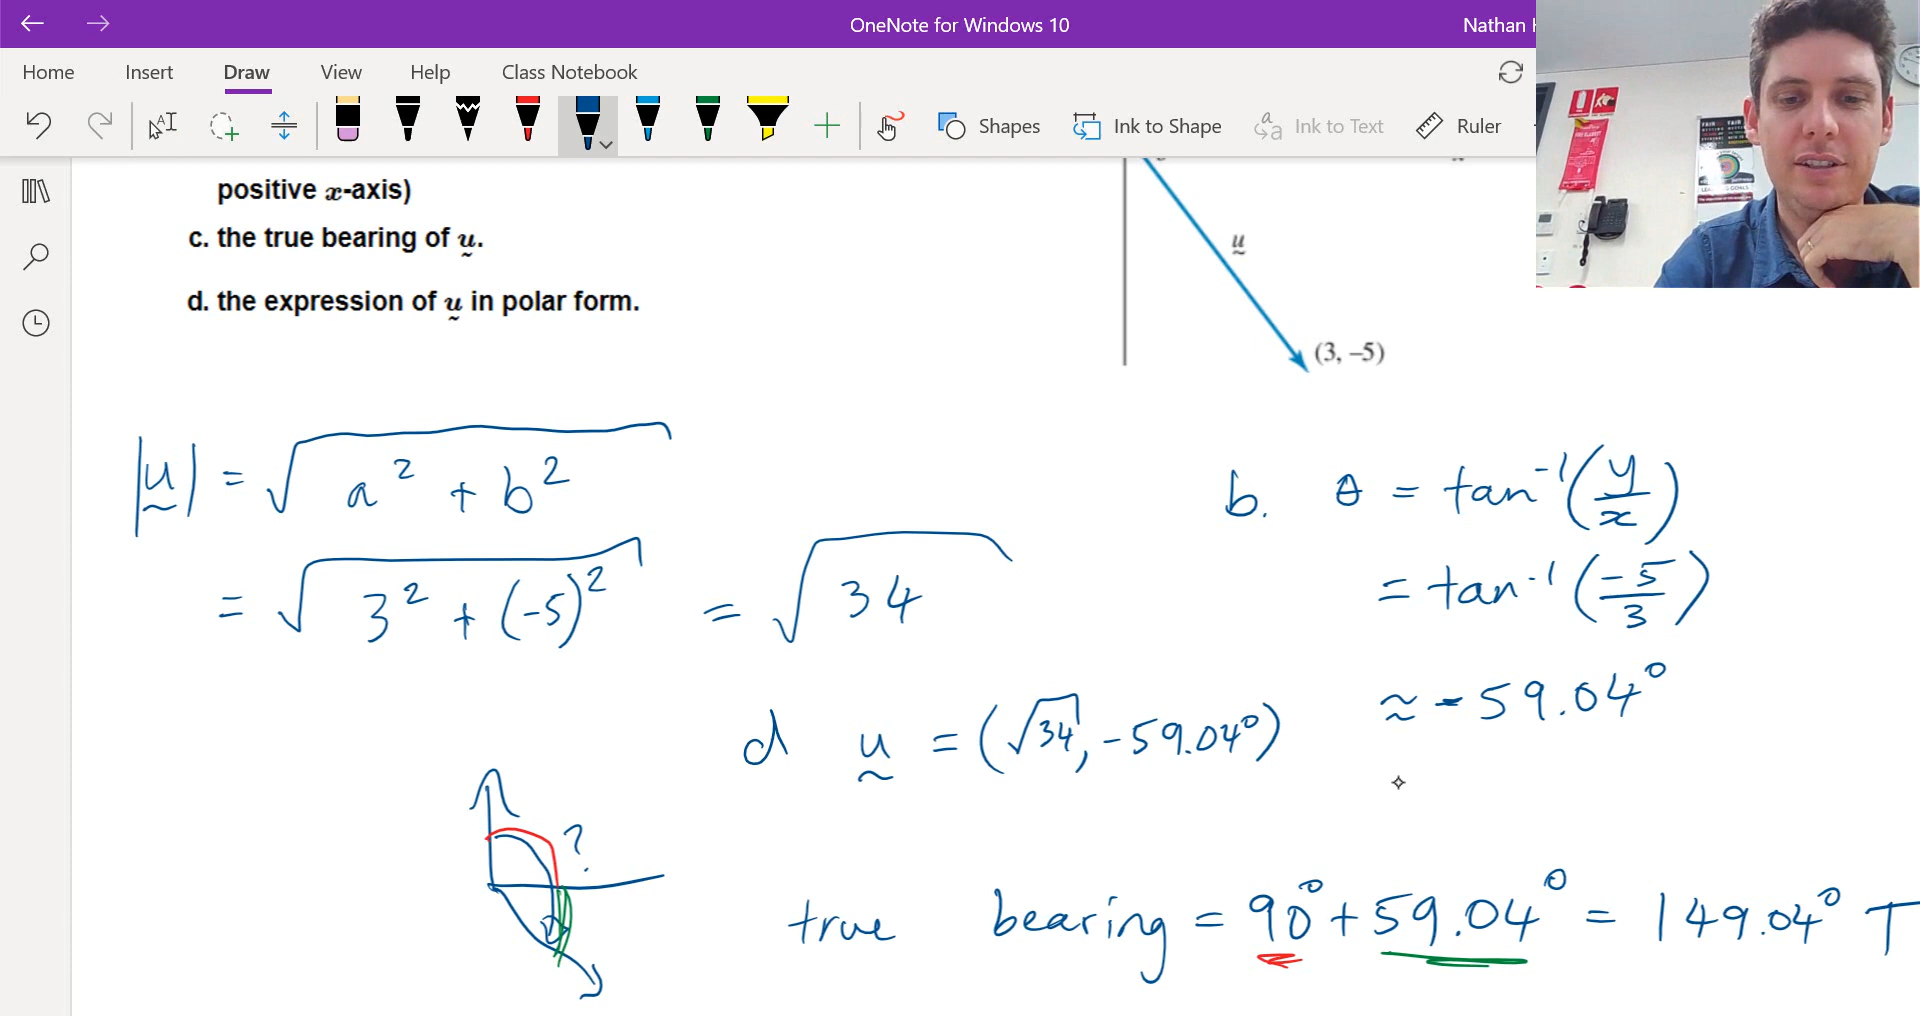 OneNote for Windows 10
Nathan
Home Insert Draw View Help Class Notebook
Shapes Ink to Shape Ink to Text Ruler
positive x-axis)
c. the true bearing of u.
d. the expression of u in polar form.
u
(3, –5)
|u| = √(a² + b²)
= √(3² + (-5)²) = √34
b. θ = tan⁻¹(y/x)
= tan⁻¹(-5/3)
≈ -59.04°
d u = (√34, -59.04°)
?
true bearing = 90° + 59.04° = 149.04° T